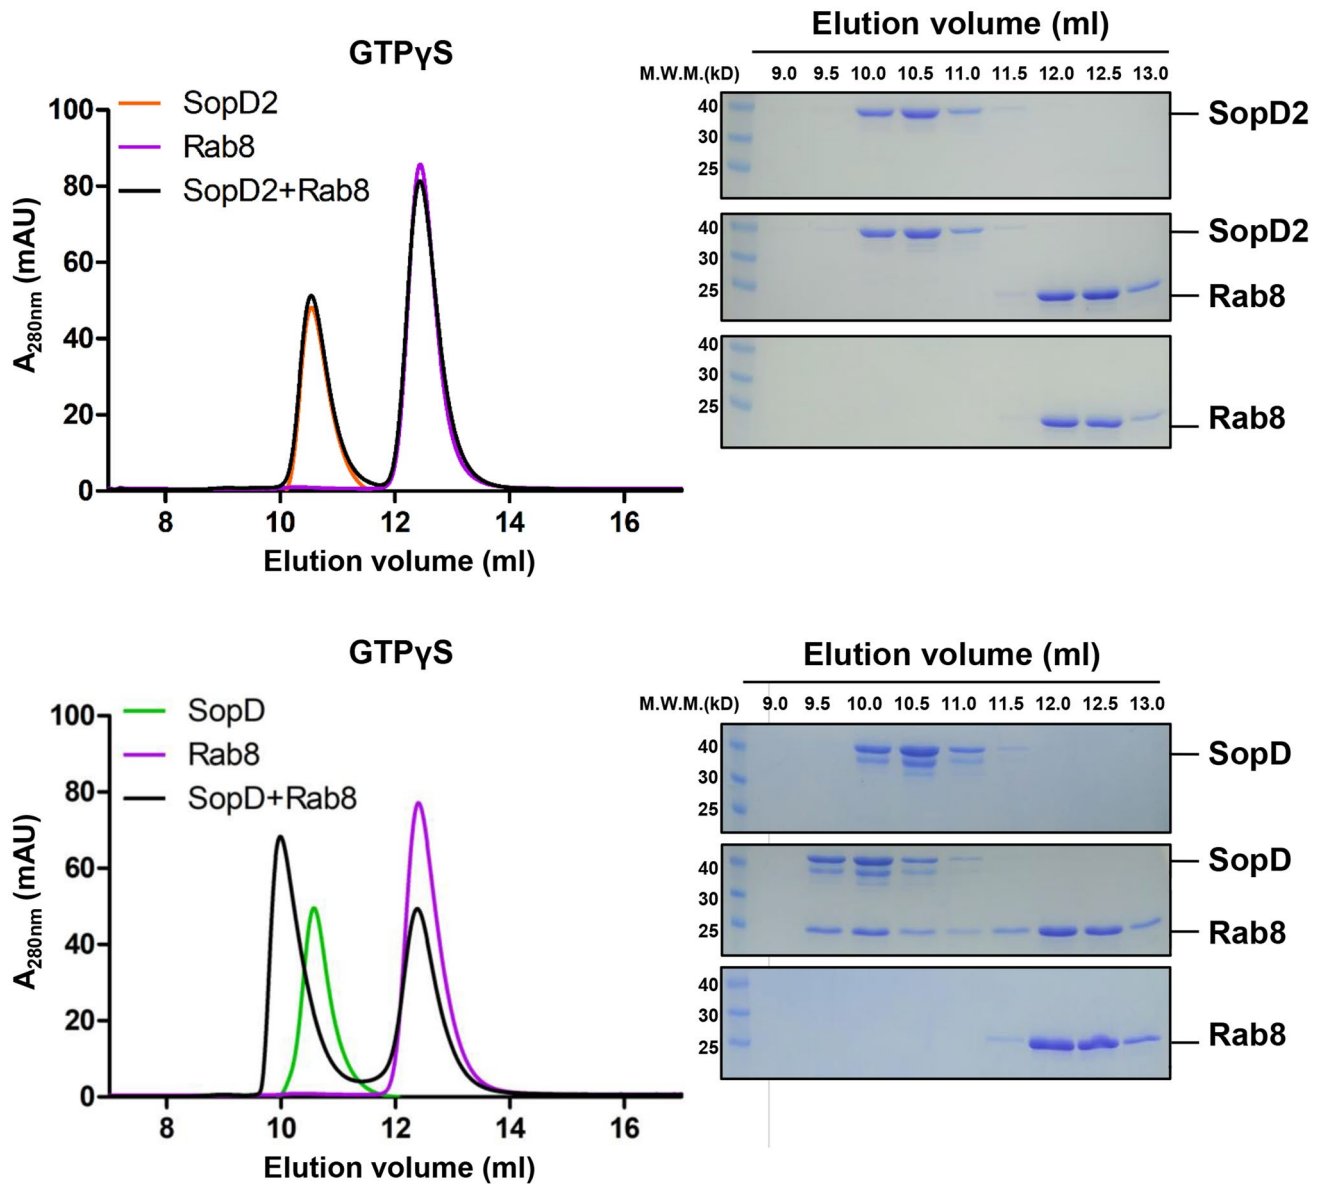 GTPγS
SopD2
Rab8
SopD2+Rab8
A280nm (mAU)
100
80
60
40
20
0
8 10 12 14 16
Elution volume (ml)
Elution volume (ml)
M.W.M.(kD) 9.0 9.5 10.0 10.5 11.0 11.5 12.0 12.5 13.0
40
30
25
SopD2
40
30
25
SopD2
Rab8
40
30
25
Rab8
GTPγS
SopD
Rab8
SopD+Rab8
A280nm (mAU)
100
80
60
40
20
0
8 10 12 14 16
Elution volume (ml)
Elution volume (ml)
M.W.M.(kD) 9.0 9.5 10.0 10.5 11.0 11.5 12.0 12.5 13.0
40
30
25
SopD
40
30
25
SopD
Rab8
40
30
25
Rab8